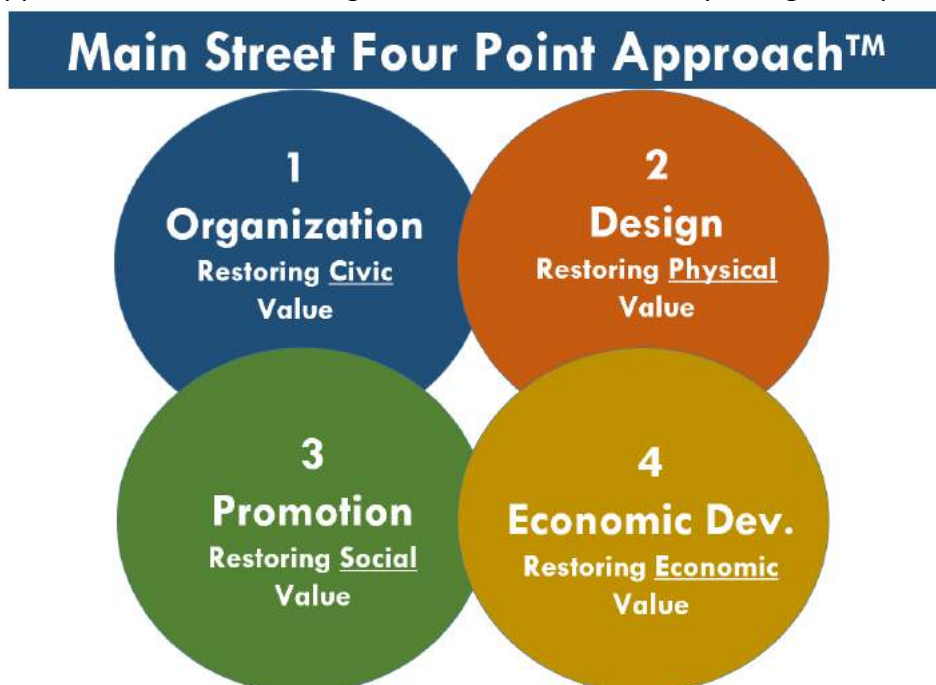 Main Street Four Point Approach™
1
Organization
Restoring Civic
Value
2
Design
Restoring Physical
Value
3
Promotion
Restoring Social
Value
4
Economic Dev.
Restoring Economic
Value